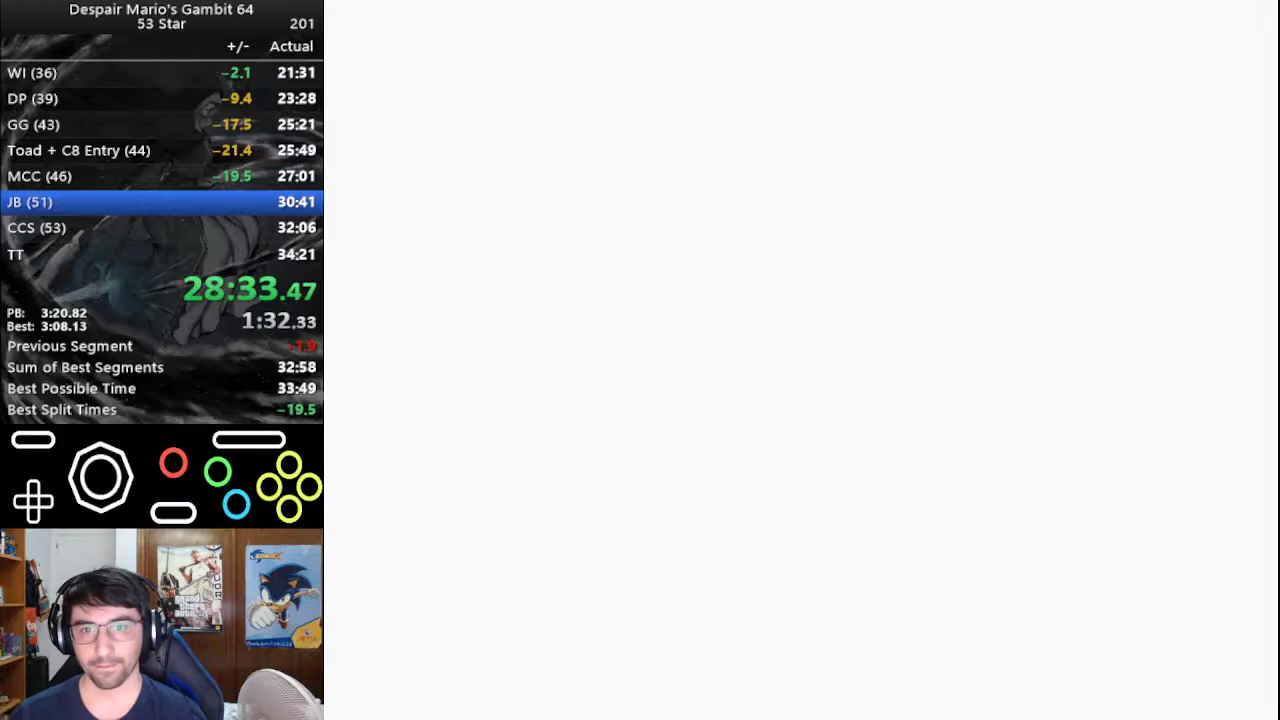 Despair Mario's Gambit 64
53 Star 201
+/- Actual
WI (36) -2.1 21:31
DP (39) -9.4 23:28
GG (43) -17.5 25:21
Toad + C8 Entry (44) -21.4 25:49
MCC (46) -19.5 27:01
JB (51) 30:41
CCS (53) 32:06
TT 34:21
28:33.47
PB: 3:20.82
Best: 3:08.13
1:32.33
Previous Segment -1.9
Sum of Best Segments 32:58
Best Possible Time 33:49
Best Split Times -19.5
SONIC
grand
theft
auto